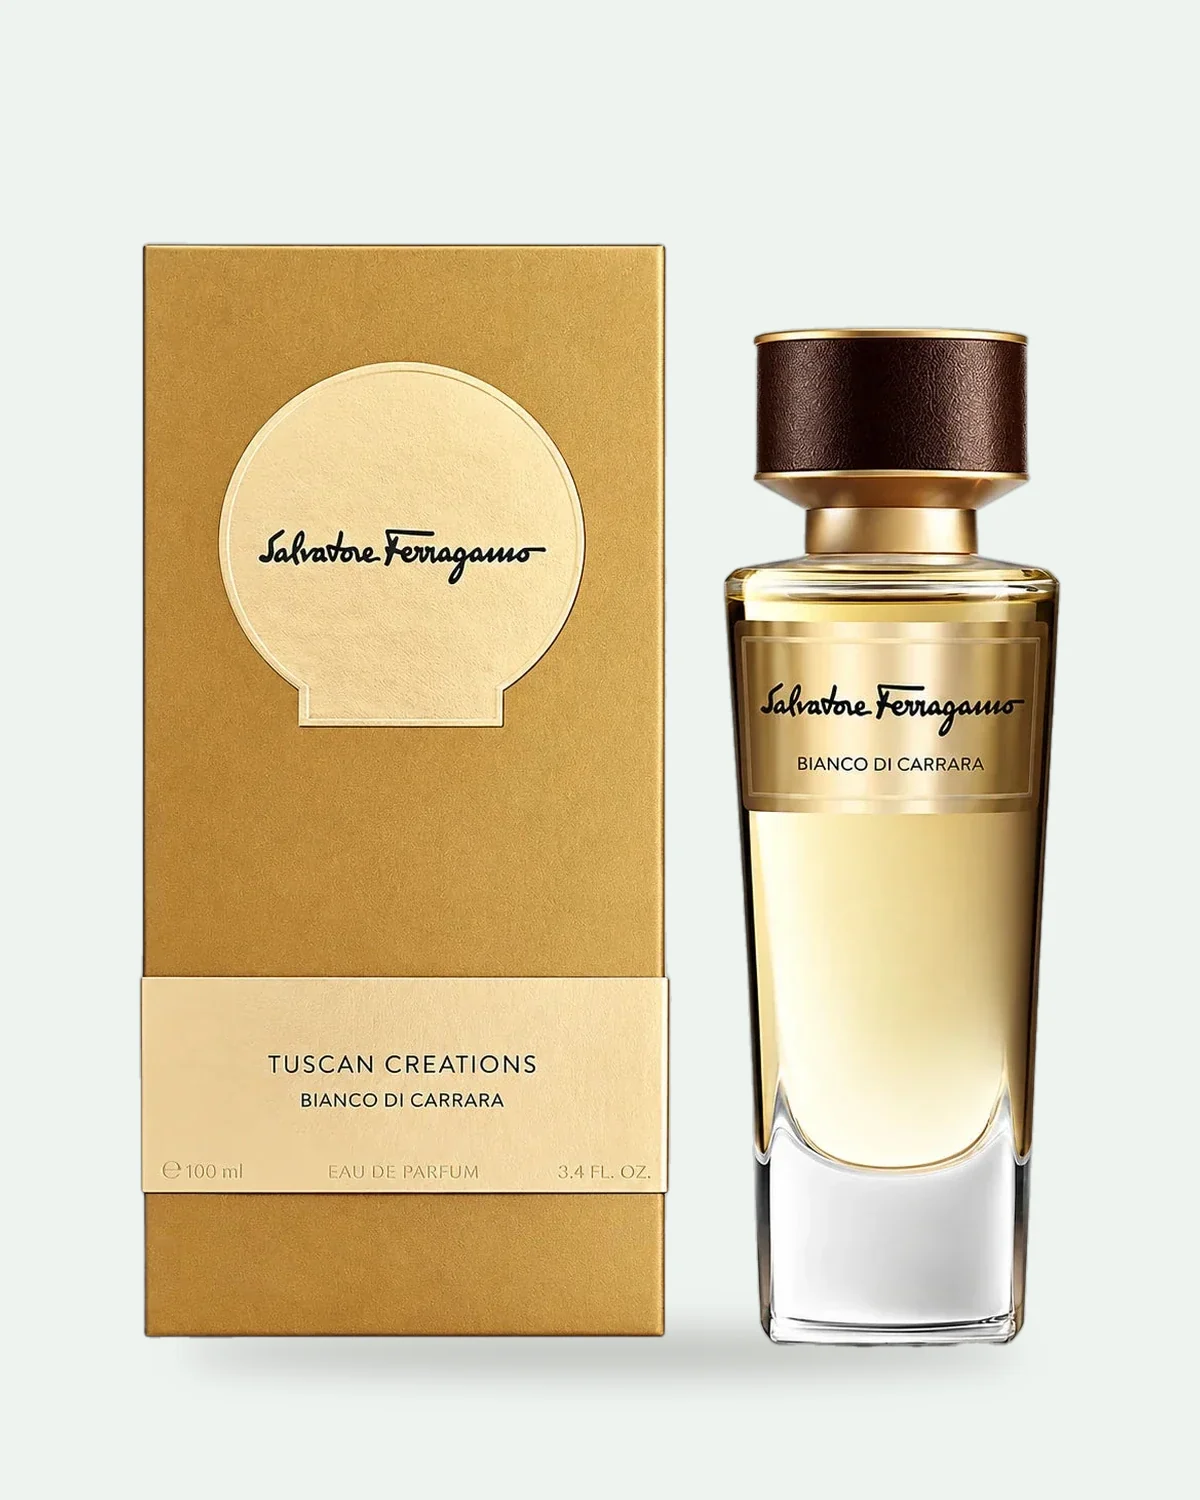 Salvatore Ferragamo
TUSCAN CREATIONS
BIANCO DI CARRARA
℮ 100 ml EAU DE PARFUM 3.4 FL. OZ.
Salvatore Ferragamo
BIANCO DI CARRARA